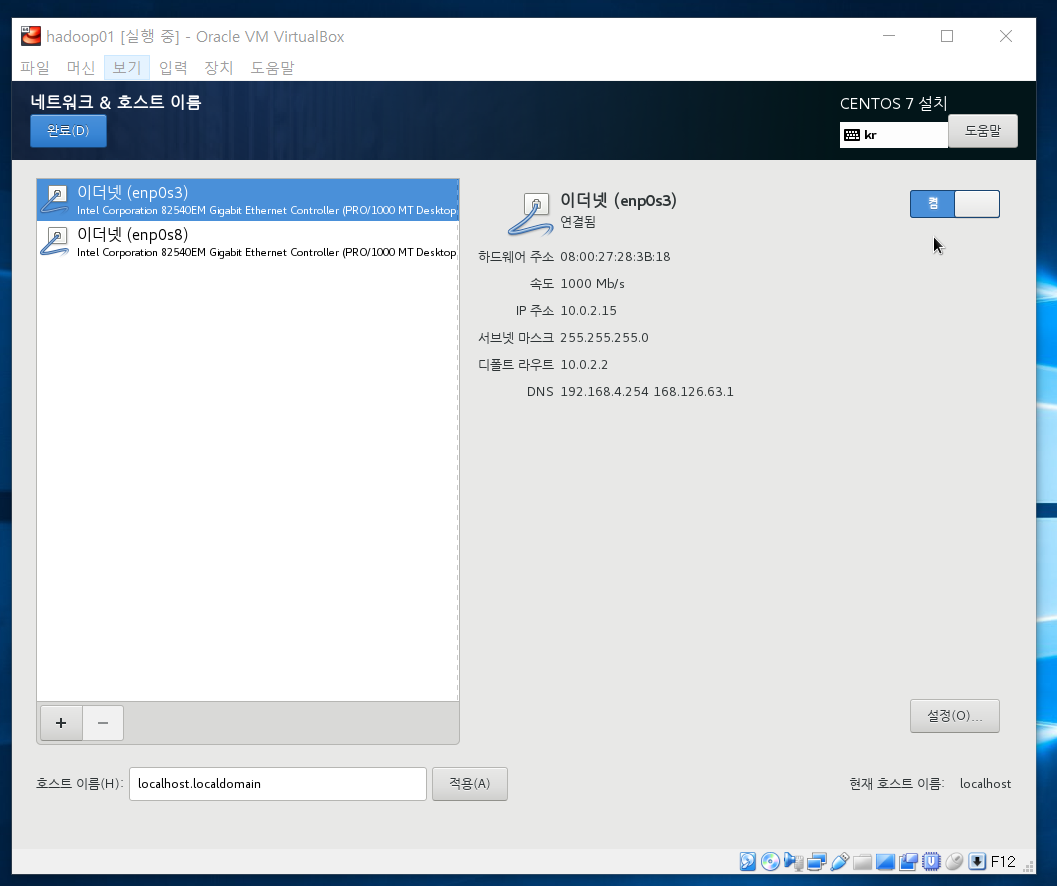 hadoop01 [실행 중] - Oracle VM VirtualBox
파일 머신 보기 입력 장치 도움말
네트워크 & 호스트 이름
완료(D)
CENTOS 7 설치
kr
도움말
이더넷 (enp0s3)
Intel Corporation 82540EM Gigabit Ethernet Controller (PRO/1000 MT Desktop
이더넷 (enp0s8)
Intel Corporation 82540EM Gigabit Ethernet Controller (PRO/1000 MT Desktop
이더넷 (enp0s3)
연결됨
켬
하드웨어 주소 08:00:27:28:3B:18
속도 1000 Mb/s
IP 주소 10.0.2.15
서브넷 마스크 255.255.255.0
디폴트 라우트 10.0.2.2
DNS 192.168.4.254 168.126.63.1
+ −
설정(O)...
호스트 이름(H): localhost.localdomain 적용(A) 현재 호스트 이름: localhost
F12